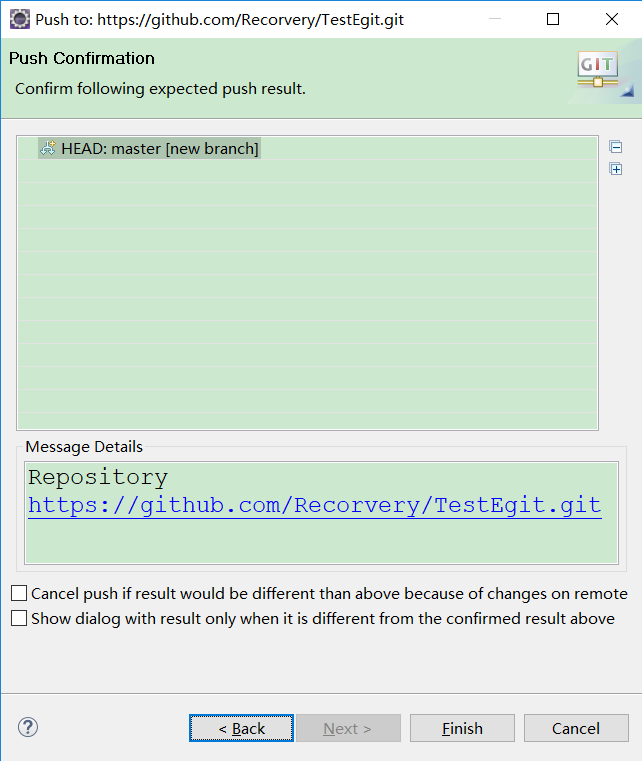 Push to: https://github.com/Recorvery/TestEgit.git
Push Confirmation
Confirm following expected push result.
GIT
HEAD: master [new branch]
Message Details
Repository
https://github.com/Recorvery/TestEgit.git
Cancel push if result would be different than above because of changes on remote
Show dialog with result only when it is different from the confirmed result above
? < Back Next > Finish Cancel